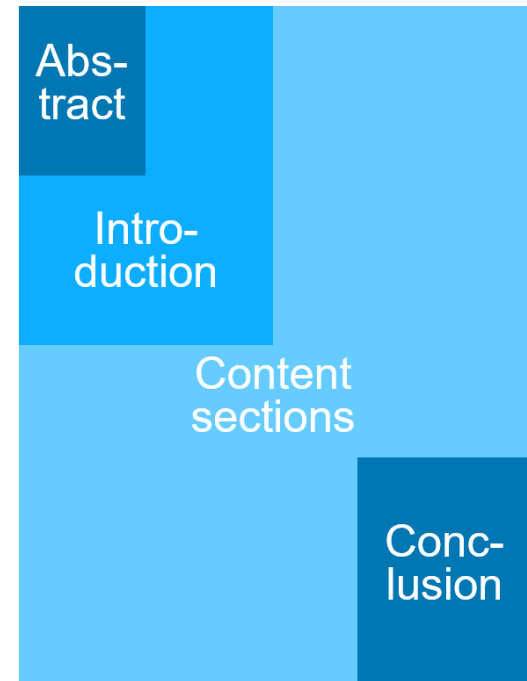 Abs-
tract
Intro-
duction
Content
sections
Conc-
lusion